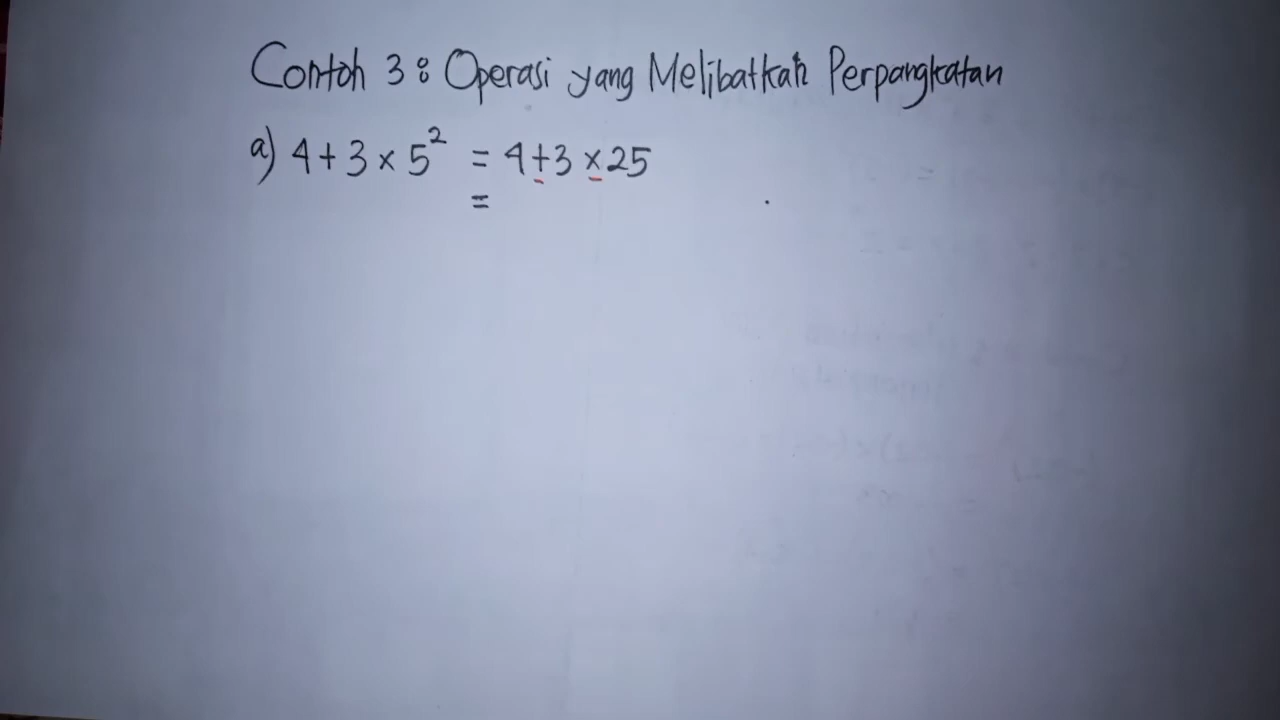 Contoh 3 : Operasi yang Melibatkan Perpangkatan
a) 4 + 3 × 5² = 4 + 3 × 25
=